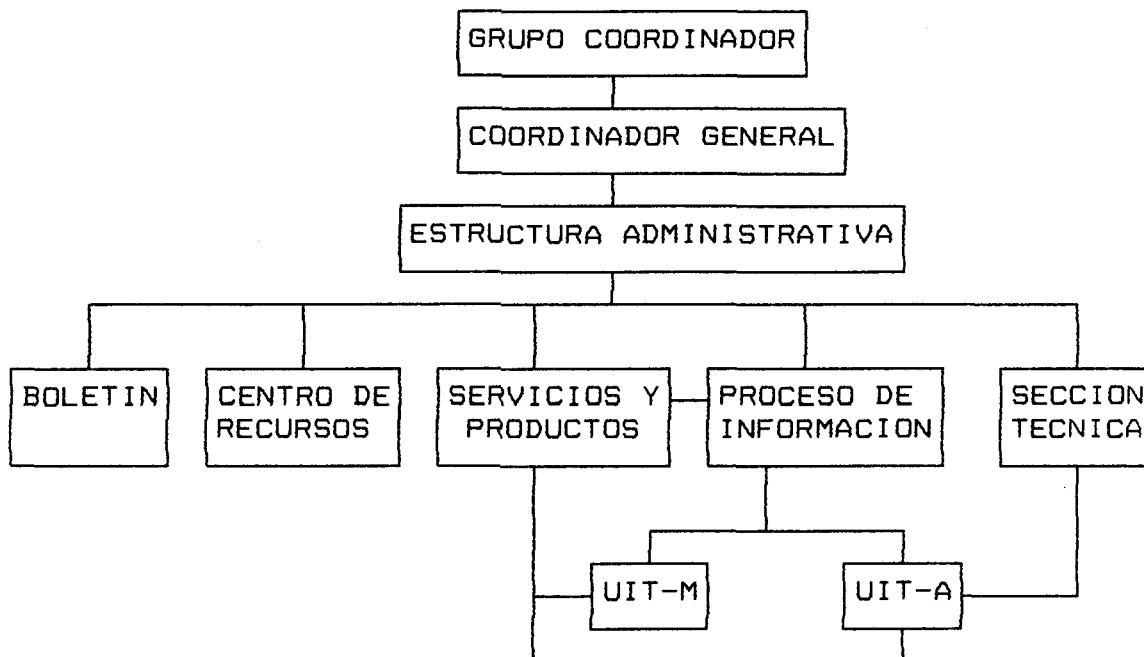 GRUPO COORDINADOR
COORDINADOR GENERAL
ESTRUCTURA ADMINISTRATIVA
BOLETIN
CENTRO DE
RECURSOS
SERVICIOS Y
PRODUCTOS
PROCESO DE
INFORMACION
SECCION
TECNICA
UIT-M
UIT-A